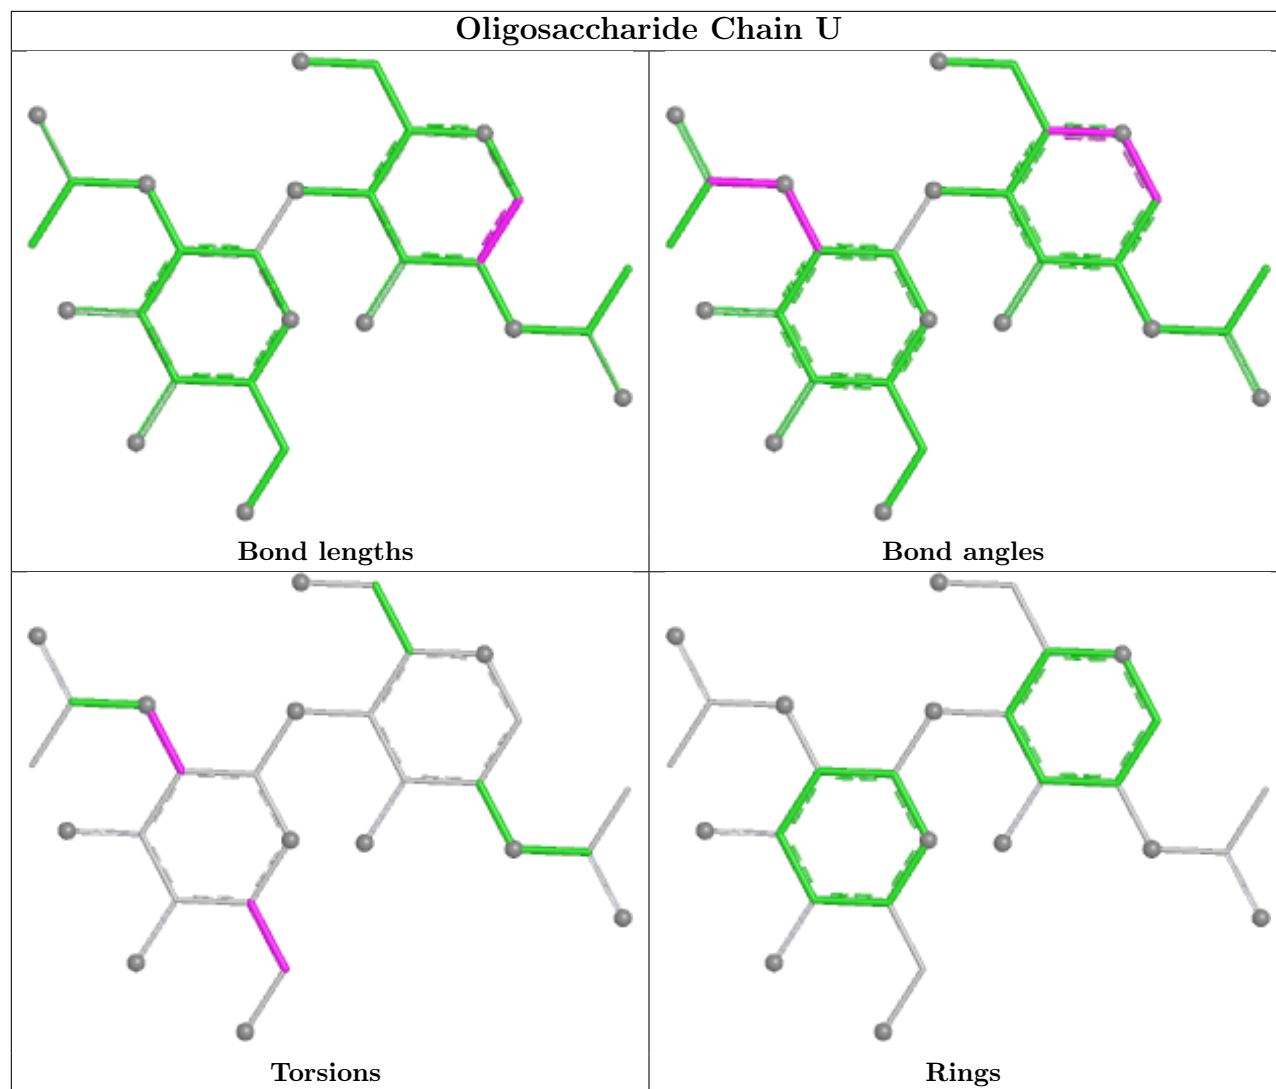 Oligosaccharide Chain U
Bond lengths
Bond angles
Torsions
Rings